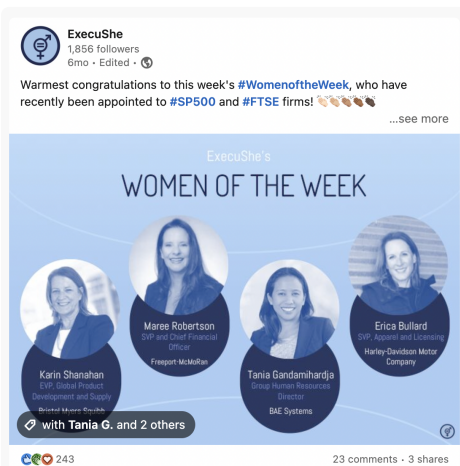 ExecuShe
1,856 followers
6mo • Edited •
Warmest congratulations to this week's #WomenoftheWeek, who have
recently been appointed to #SP500 and #FTSE firms!
...see more
ExecuShe's
WOMEN OF THE WEEK
Karin Shanahan
EVP, Global Product
Development and Supply
Bristol Myers Squibb
Maree Robertson
SVP and Chief Financial
Officer
Freeport-McMoRan
Tania Gandamihardja
Group Human Resources
Director
BAE Systems
Erica Bullard
SVP, Apparel and Licensing
Harley-Davidson Motor
Company
with Tania G. and 2 others
243
23 comments • 3 shares